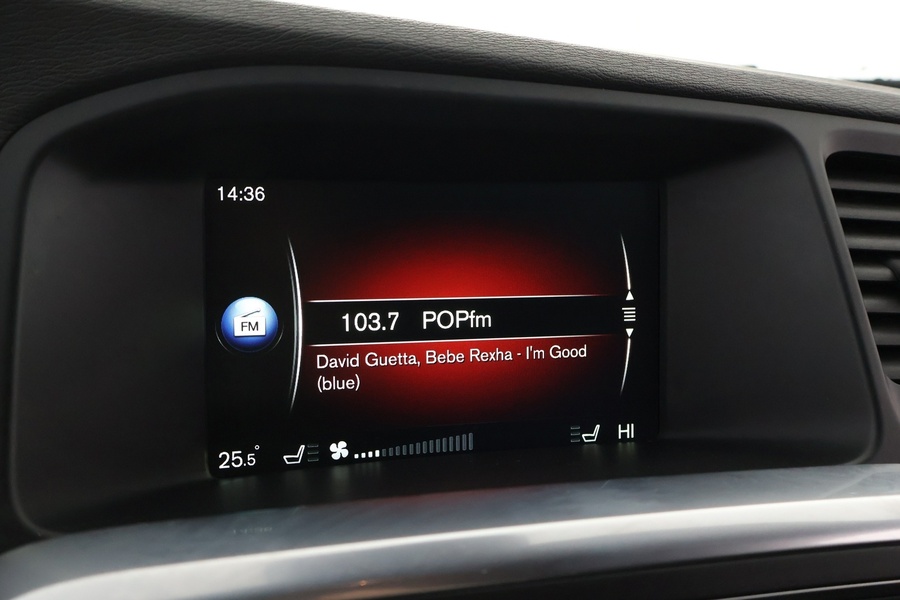 14:36
FM
103.7 POPfm
David Guetta, Bebe Rexha - I'm Good
(blue)
25.5° HI